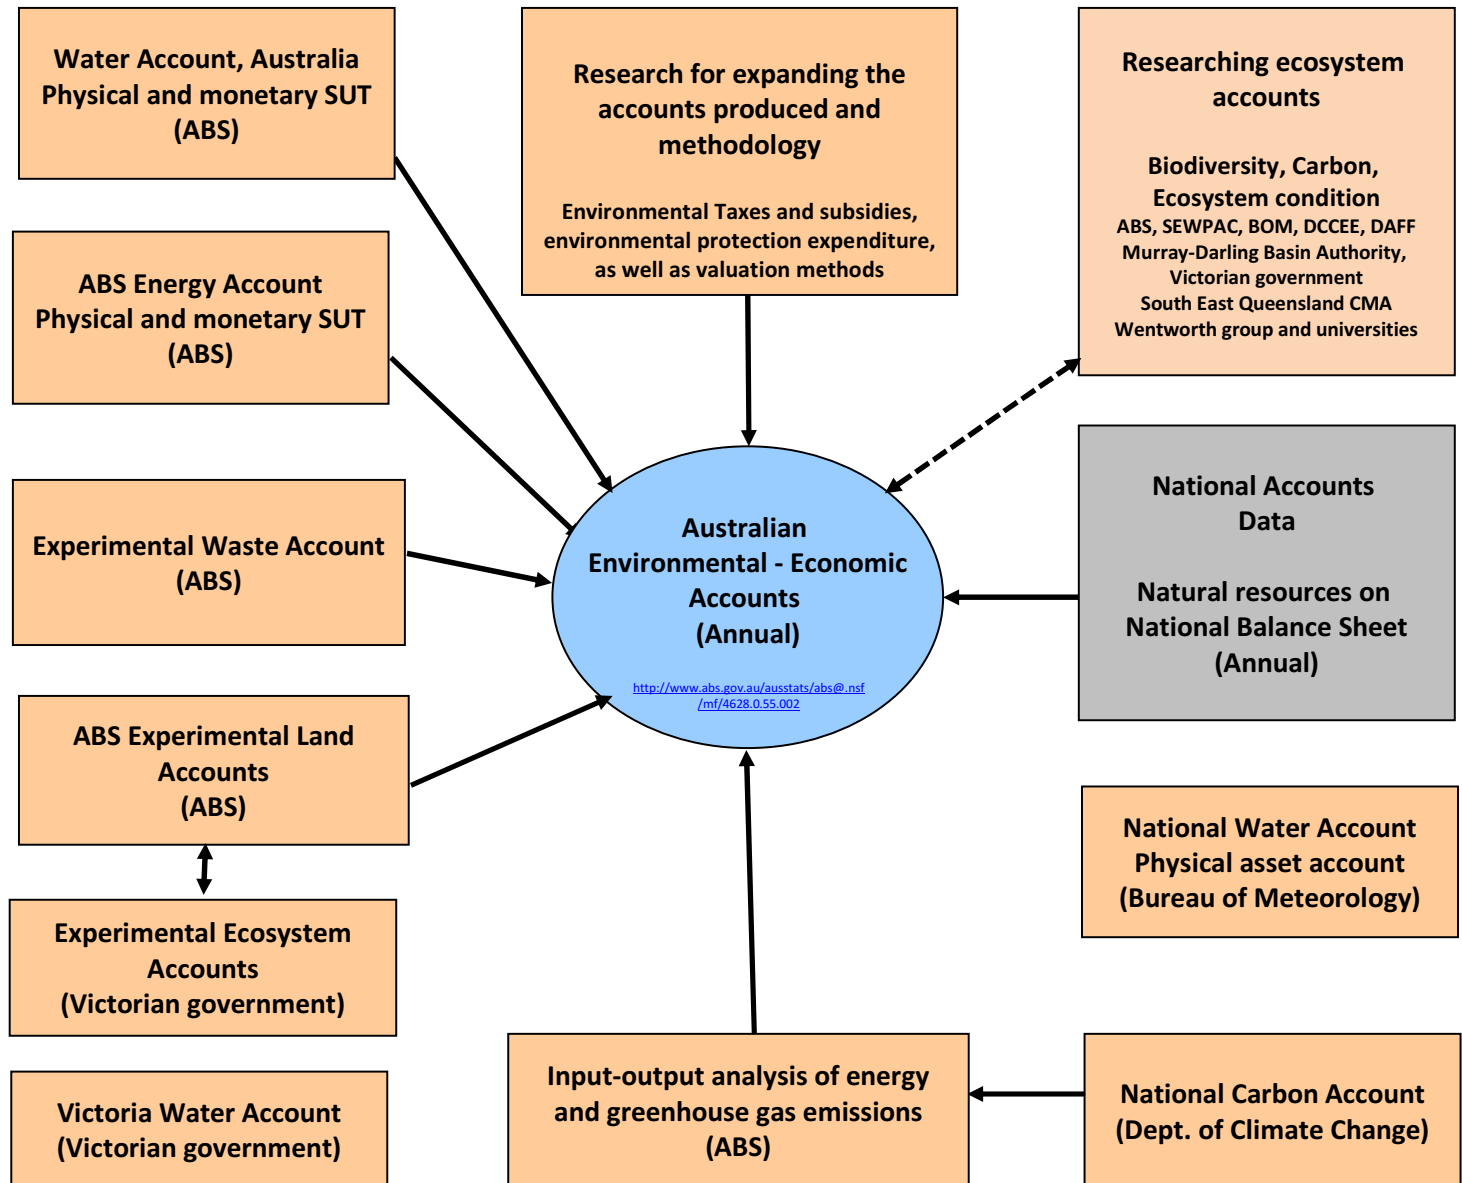 Water Account, Australia
Physical and monetary SUT
(ABS)
Research for expanding the
accounts produced and
methodology
Environmental Taxes and subsidies,
environmental protection expenditure,
as well as valuation methods
Researching ecosystem
accounts
Biodiversity, Carbon,
Ecosystem condition
ABS, SEWPAC, BOM, DCCEE, DAFF
Murray-Darling Basin Authority,
Victorian government
South East Queensland CMA
Wentworth group and universities
ABS Energy Account
Physical and monetary SUT
(ABS)
Experimental Waste Account
(ABS)
Australian
Environmental - Economic
Accounts
(Annual)
http://www.abs.gov.au/ausstats/abs@.nsf
/mf/4628.0.55.002
National Accounts
Data
Natural resources on
National Balance Sheet
(Annual)
ABS Experimental Land
Accounts
(ABS)
National Water Account
Physical asset account
(Bureau of Meteorology)
Experimental Ecosystem
Accounts
(Victorian government)
Victoria Water Account
(Victorian government)
Input-output analysis of energy
and greenhouse gas emissions
(ABS)
National Carbon Account
(Dept. of Climate Change)